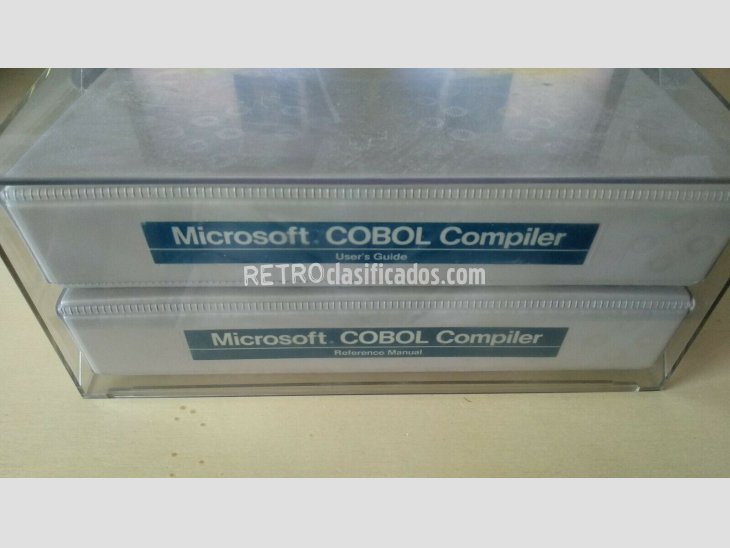 Microsoft® COBOL Compiler
User's Guide
RETROclasificados.com
Microsoft® COBOL Compiler
Reference Manual